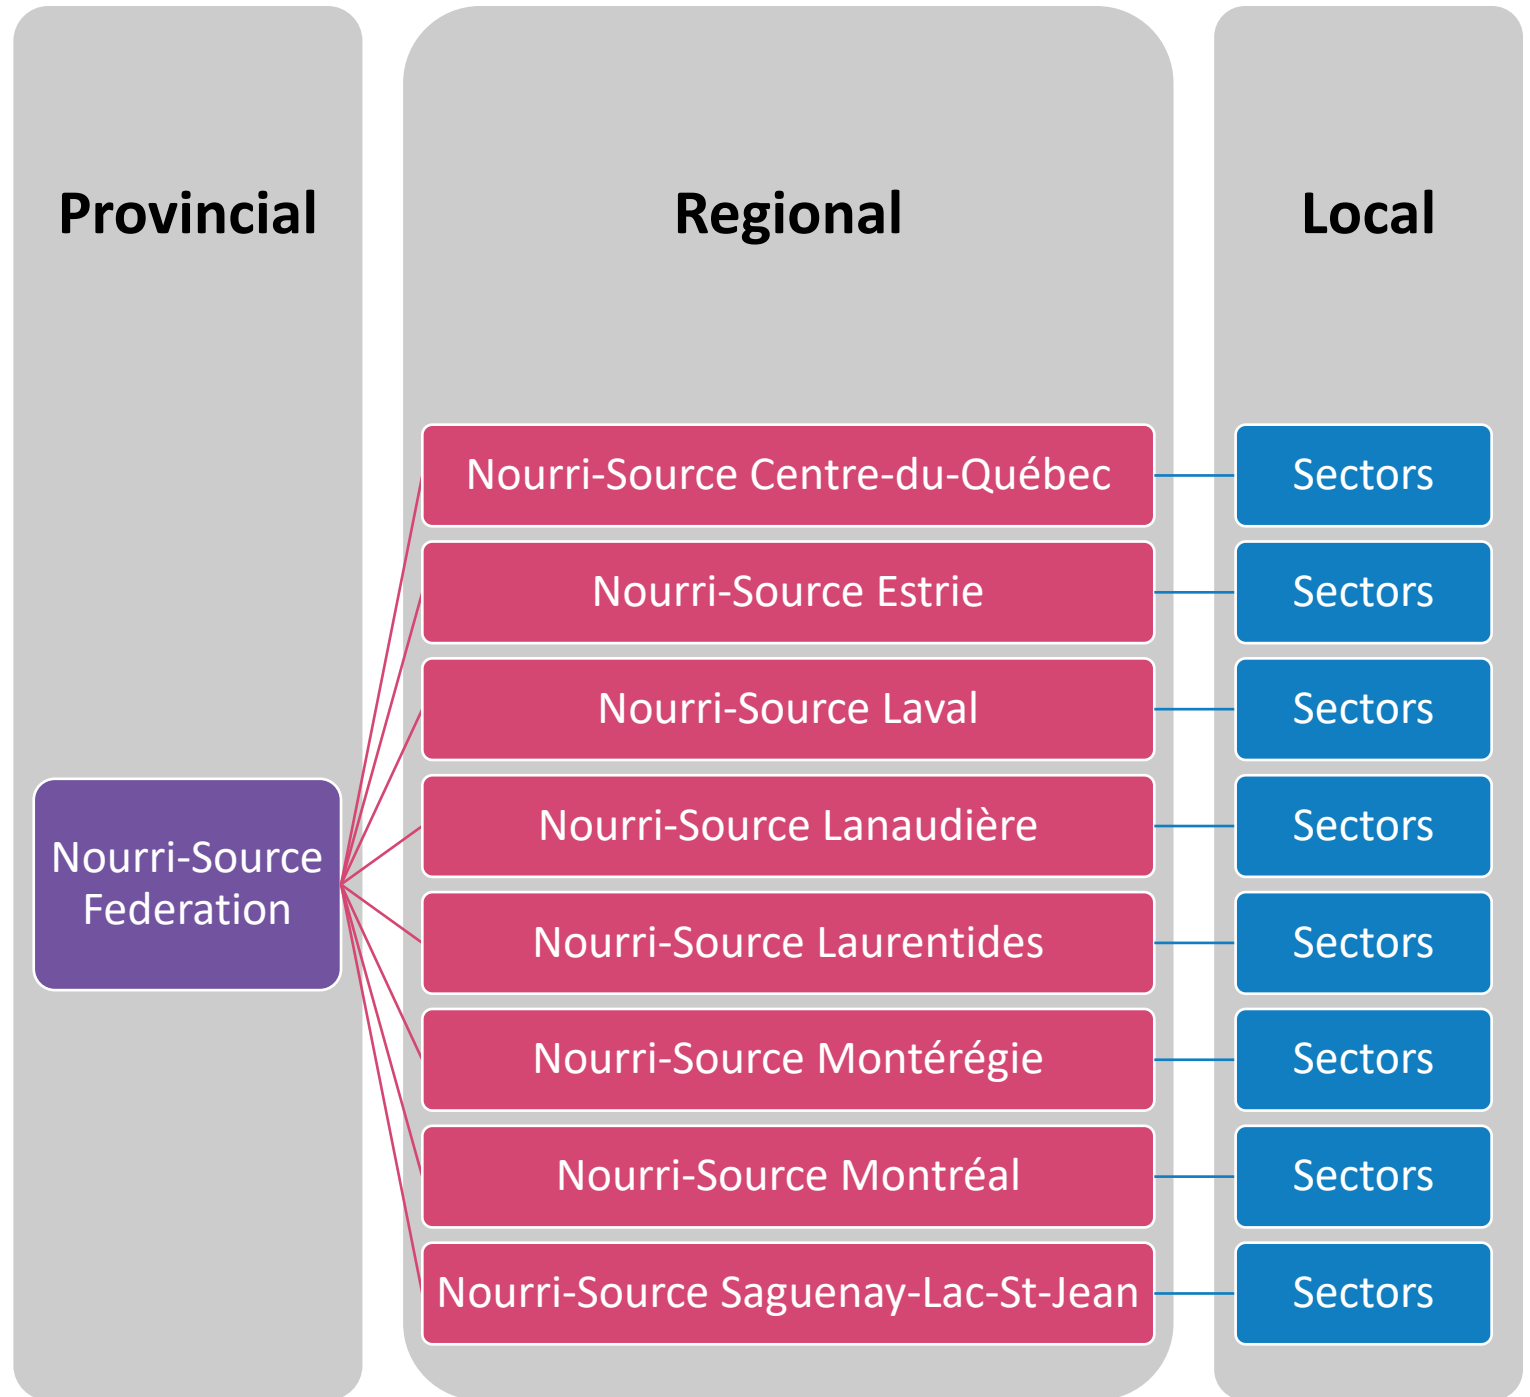 Provincial
Regional
Local
Nourri-Source Centre-du-Québec
Sectors
Nourri-Source Estrie
Sectors
Nourri-Source Laval
Sectors
Nourri-Source Lanaudière
Sectors
Nourri-Source
Federation
Nourri-Source Laurentides
Sectors
Nourri-Source Montérégie
Sectors
Nourri-Source Montréal
Sectors
Nourri-Source Saguenay-Lac-St-Jean
Sectors